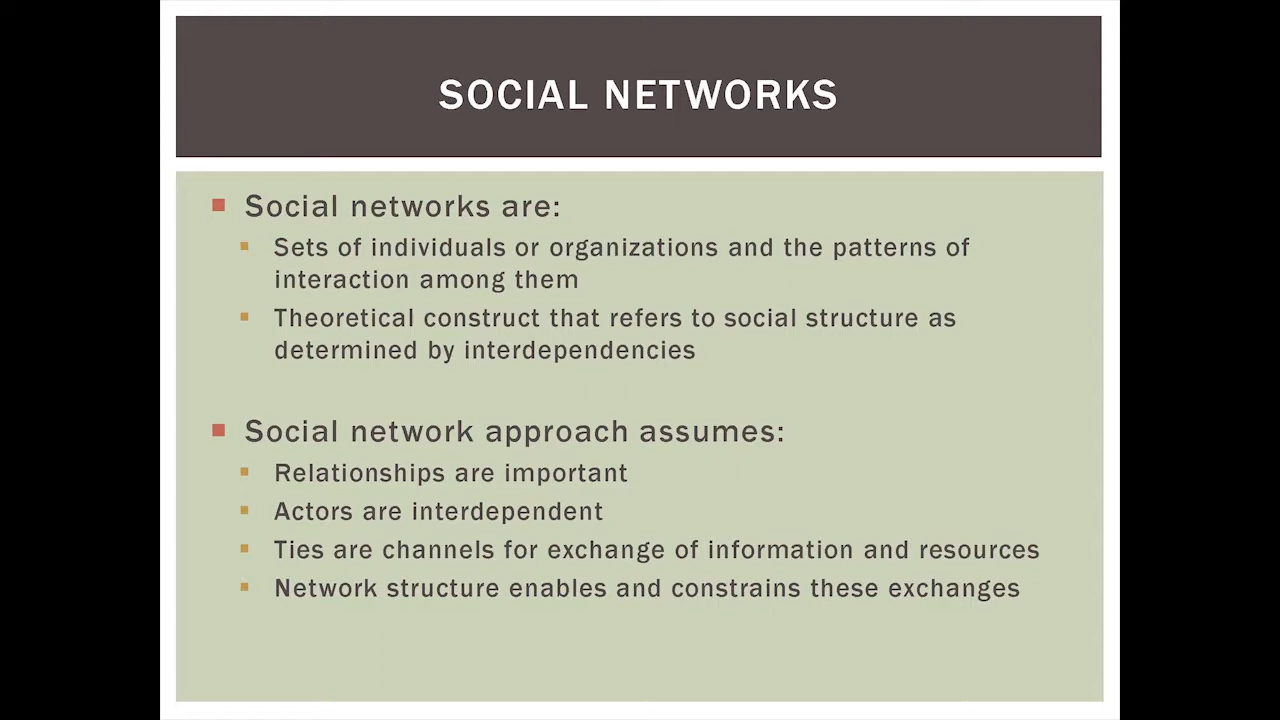 SOCIAL NETWORKS
Social networks are:
Sets of individuals or organizations and the patterns of
interaction among them
Theoretical construct that refers to social structure as
determined by interdependencies
Social network approach assumes:
Relationships are important
Actors are interdependent
Ties are channels for exchange of information and resources
Network structure enables and constrains these exchanges